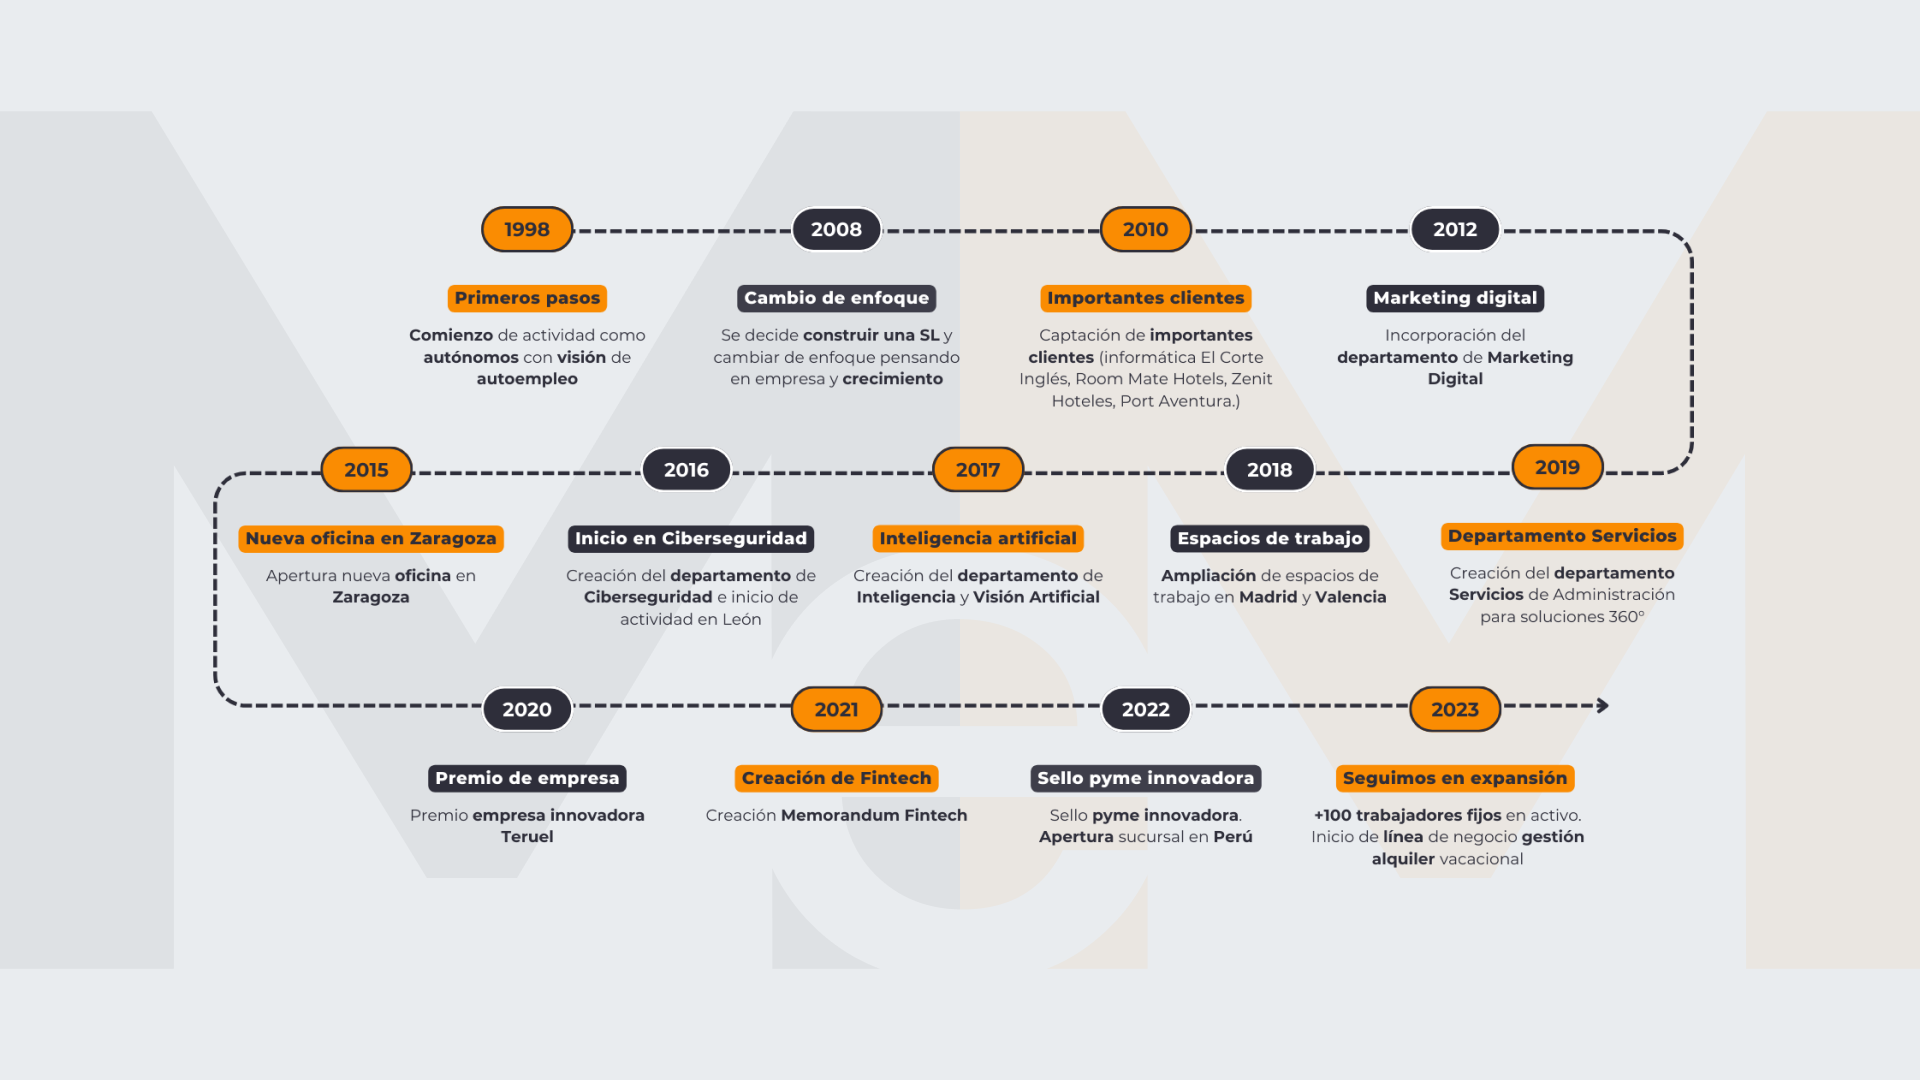 1998
Primeros pasos
Comienzo de actividad como
autónomos con visión de
autoempleo
2008
Cambio de enfoque
Se decide construir una SL y
cambiar de enfoque pensando
en empresa y crecimiento
2010
Importantes clientes
Captación de importantes
clientes (informática El Corte
Inglés, Room Mate Hotels, Zenit
Hoteles, Port Aventura.)
2012
Marketing digital
Incorporación del
departamento de Marketing
Digital
2015
Nueva oficina en Zaragoza
Apertura nueva oficina en
Zaragoza
2016
Inicio en Ciberseguridad
Creación del departamento de
Ciberseguridad e inicio de
actividad en León
2017
Inteligencia artificial
Creación del departamento de
Inteligencia y Visión Artificial
2018
Espacios de trabajo
Ampliación de espacios de
trabajo en Madrid y Valencia
2019
Departamento Servicios
Creación del departamento
Servicios de Administración
para soluciones 360º
2020
Premio de empresa
Premio empresa innovadora
Teruel
2021
Creación de Fintech
Creación Memorandum Fintech
2022
Sello pyme innovadora
Sello pyme innovadora.
Apertura sucursal en Perú
2023
Seguimos en expansión
+100 trabajadores fijos en activo.
Inicio de línea de negocio gestión
alquiler vacacional
MeM